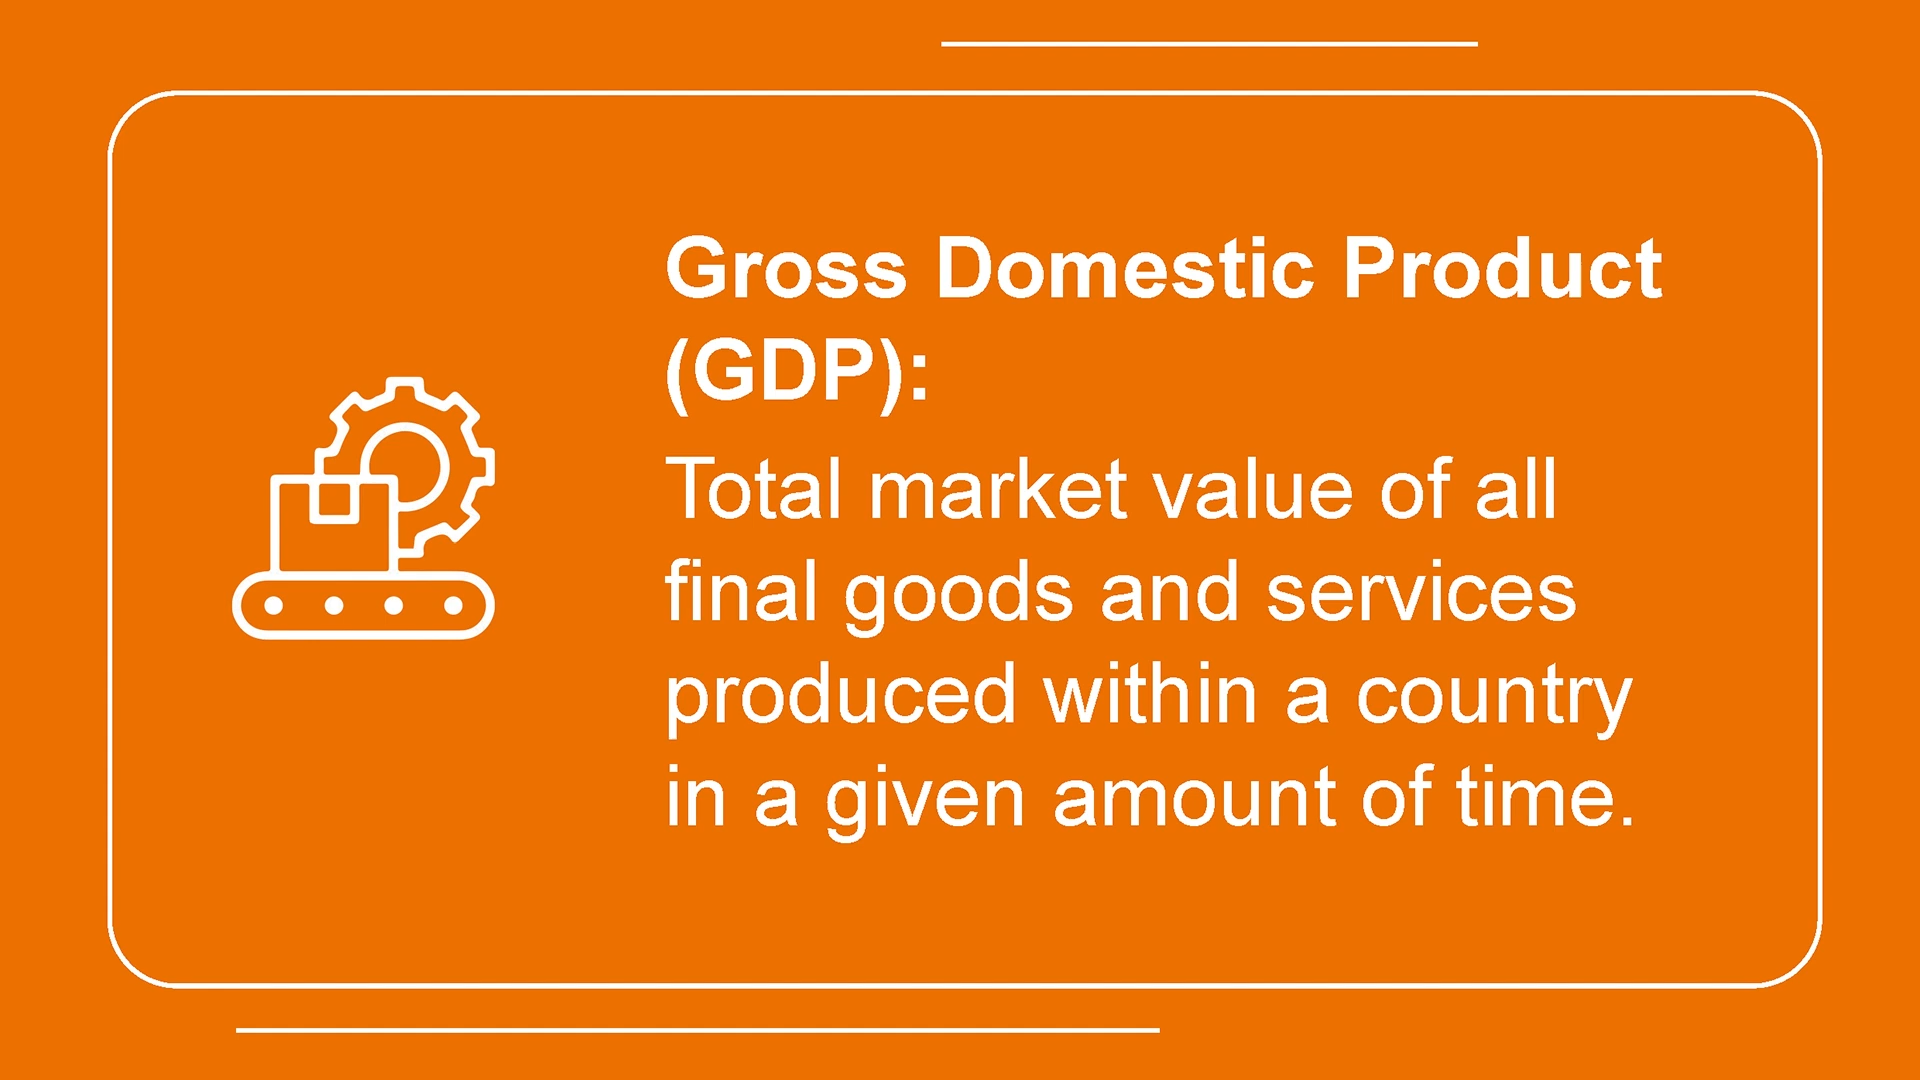 Gross Domestic Product
(GDP):
Total market value of all
final goods and services
produced within a country
in a given amount of time.